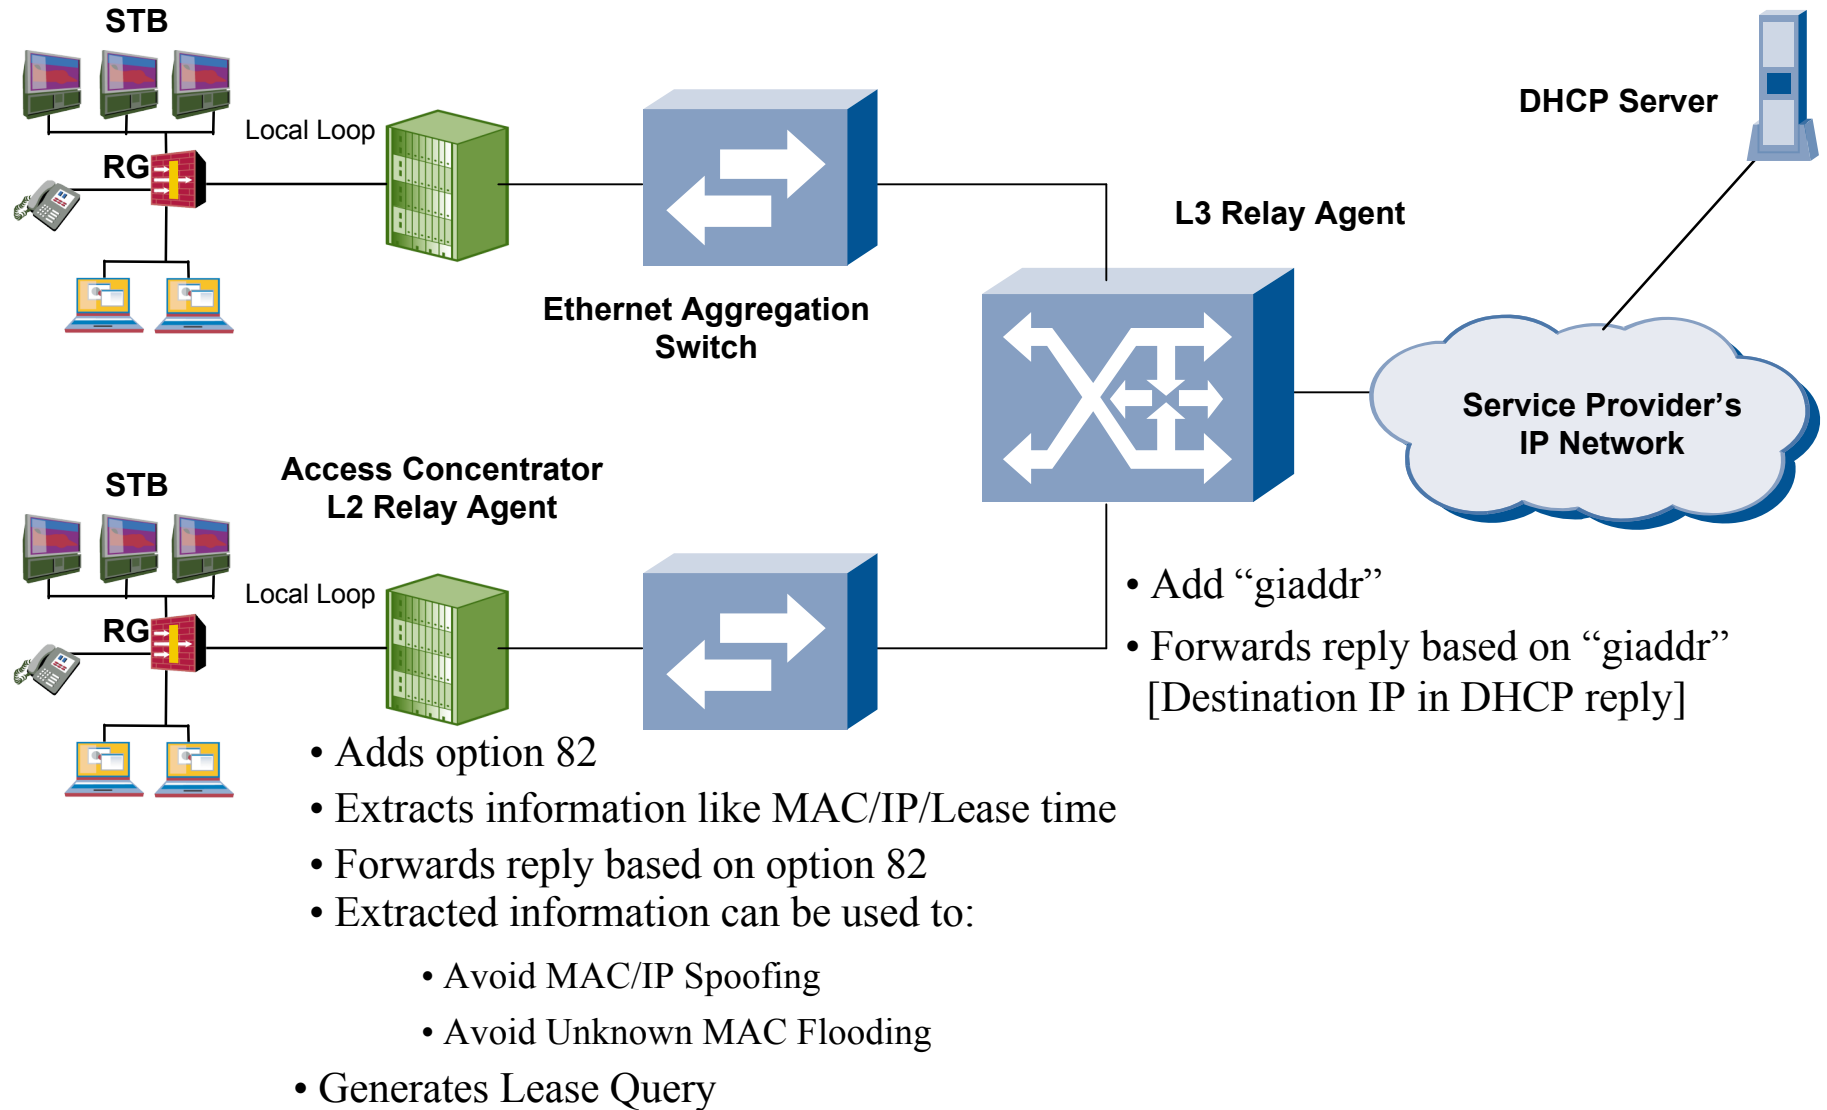 STB
DHCP Server
Local Loop
RG
L3 Relay Agent
Ethernet Aggregation
Switch
Service Provider’s
IP Network
Access Concentrator
L2 Relay Agent
STB
Local Loop
RG
• Add “giaddr”
• Forwards reply based on “giaddr”
[Destination IP in DHCP reply]
• Adds option 82
• Extracts information like MAC/IP/Lease time
• Forwards reply based on option 82
• Extracted information can be used to:
• Avoid MAC/IP Spoofing
• Avoid Unknown MAC Flooding
• Generates Lease Query